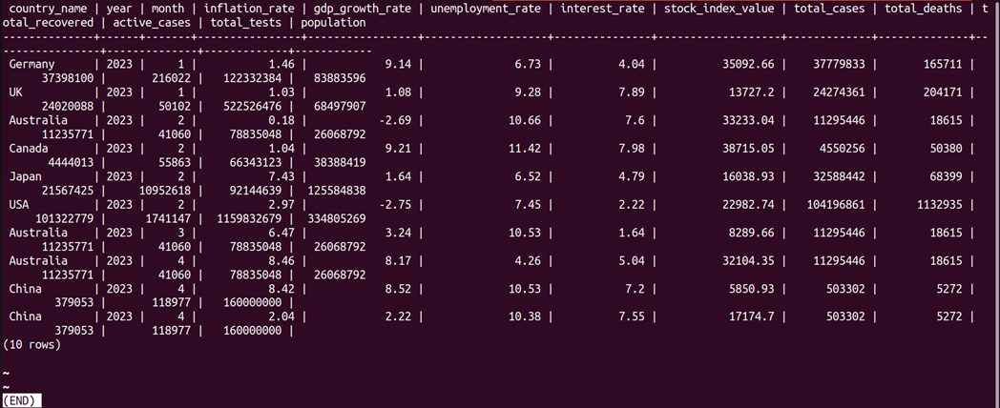 country_name | year | month | inflation_rate | gdp_growth_rate | unemployment_rate | interest_rate | stock_index_value | total_cases | total_deaths | t
otal_recovered | active_cases | total_tests | population
--------------+------+-------+----------------+-----------------+-------------------+---------------+-------------------+-------------+--------------+--
---------------+--------------+-------------+------------
Germany | 2023 | 1 | 1.46 | 9.14 | 6.73 | 4.04 | 35092.66 | 37779833 | 165711 |
37398100 | 216022 | 122332384 | 83883596
UK | 2023 | 1 | 1.03 | 1.08 | 9.28 | 7.89 | 13727.2 | 24274361 | 204171 |
24020088 | 50102 | 522526476 | 68497907
Australia | 2023 | 2 | 0.18 | -2.69 | 10.66 | 7.6 | 33233.04 | 11295446 | 18615 |
11235771 | 41060 | 78835048 | 26068792
Canada | 2023 | 2 | 1.04 | 9.21 | 11.42 | 7.98 | 38715.05 | 4550256 | 50380 |
4444013 | 55863 | 66343123 | 38388419
Japan | 2023 | 2 | 7.43 | 1.64 | 6.52 | 4.79 | 16038.93 | 32588442 | 68399 |
21567425 | 10952618 | 92144639 | 125584838
USA | 2023 | 2 | 2.97 | -2.75 | 7.45 | 2.22 | 22982.74 | 104196861 | 1132935 |
101322779 | 1741147 | 1159832679 | 334805269
Australia | 2023 | 3 | 6.47 | 3.24 | 10.53 | 1.64 | 8289.66 | 11295446 | 18615 |
11235771 | 41060 | 78835048 | 26068792
Australia | 2023 | 4 | 8.46 | 8.17 | 4.26 | 5.04 | 32104.35 | 11295446 | 18615 |
11235771 | 41060 | 78835048 | 26068792
China | 2023 | 4 | 8.42 | 8.52 | 10.53 | 7.2 | 5850.93 | 503302 | 5272 |
379053 | 118977 | 160000000 |
China | 2023 | 4 | 2.04 | 2.22 | 10.38 | 7.55 | 17174.7 | 503302 | 5272 |
379053 | 118977 | 160000000 |
(10 rows)
~
~
(END)